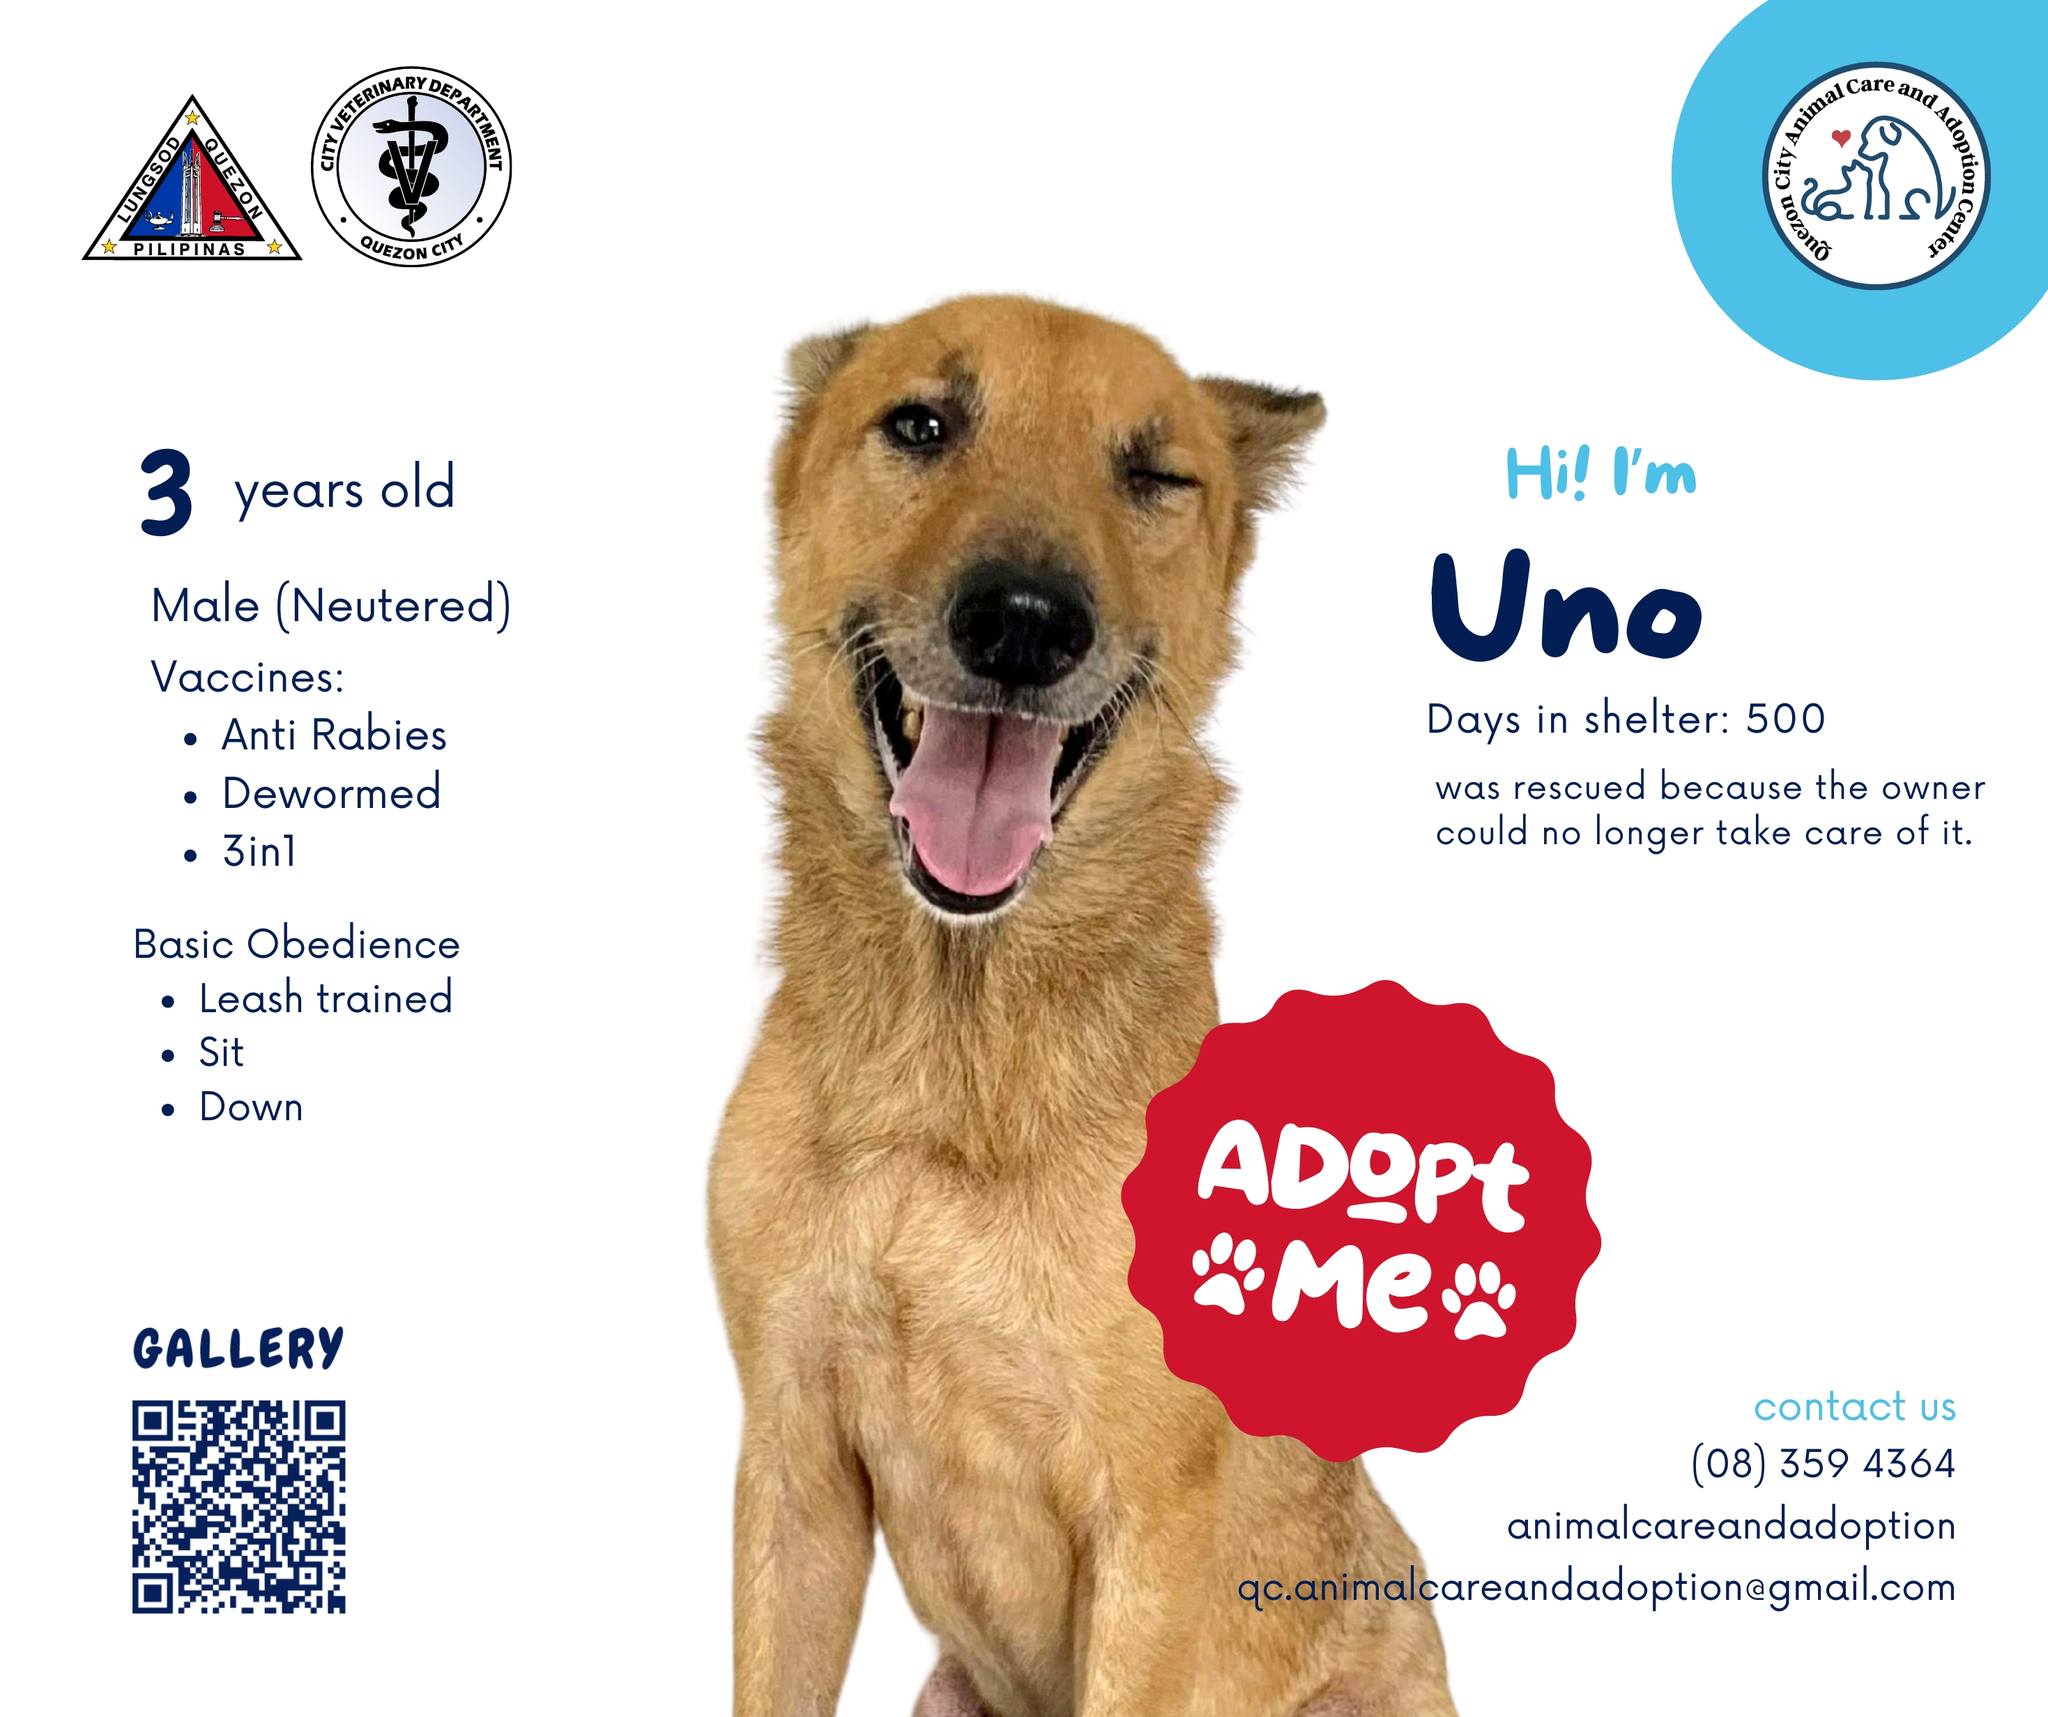 LUNGSOD QUEZON
PILIPINAS
CITY VETERINARY DEPARTMENT
QUEZON CITY
Quezon City Animal Care and Adoption Center
3 years old
Male (Neutered)
Vaccines:
• Anti Rabies
• Dewormed
• 3in1
Basic Obedience
• Leash trained
• Sit
• Down
GALLERY
Hi! I'm
Uno
Days in shelter: 500
was rescued because the owner
could no longer take care of it.
ADOPt
Me
contact us
(08) 359 4364
animalcareandadoption
qc.animalcareandadoption@gmail.com